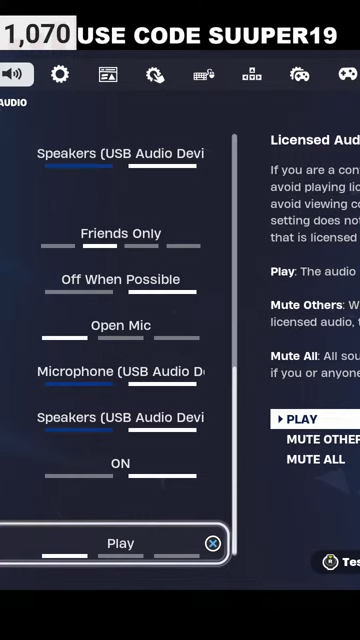 1,070 USE CODE SUUPER19
AUDIO
Speakers (USB Audio Devi
Friends Only
Off When Possible
Open Mic
Microphone (USB Audio De
Speakers (USB Audio Devi
ON
Play
Licensed Aud
If you are a con
avoid playing lic
avoid viewing co
setting does not
that is licensed
Play: The audio
Mute Others: W
licensed audio, t
Mute All: All sou
if you or anyone
PLAY
MUTE OTHER
MUTE ALL
Tes